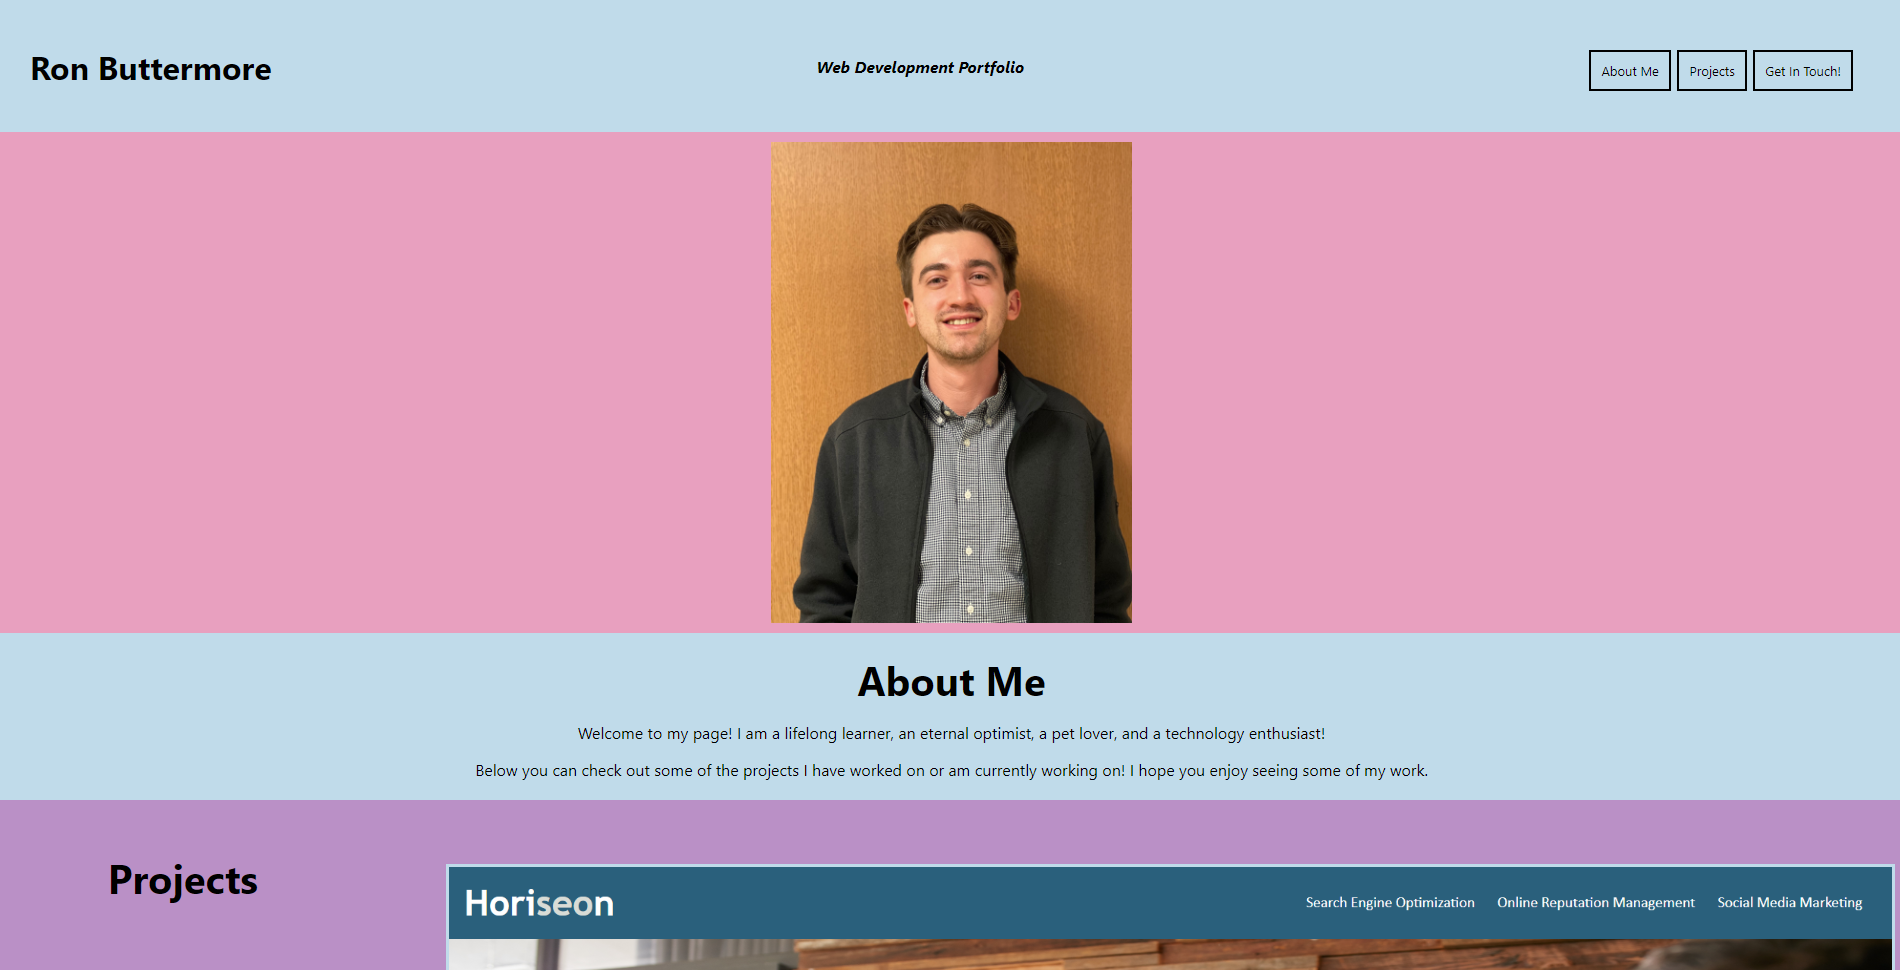 Ron Buttermore
Web Development Portfolio
About Me
Projects
Get In Touch!
About Me
Welcome to my page! I am a lifelong learner, an eternal optimist, a pet lover, and a technology enthusiast!
Below you can check out some of the projects I have worked on or am currently working on! I hope you enjoy seeing some of my work.
Projects
Horiseon
Search Engine Optimization
Online Reputation Management
Social Media Marketing